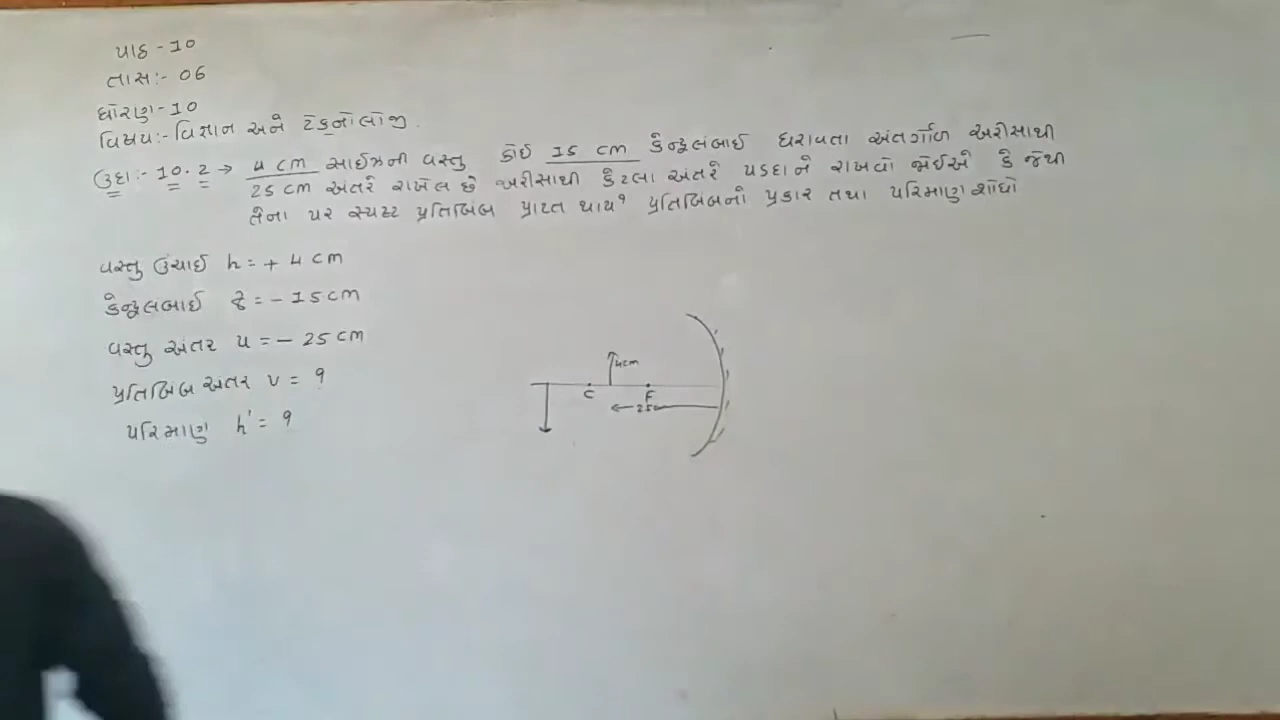 પાઠ - 10
તાસ:- 06
ધોરણ - 10
વિષય:- વિજ્ઞાન અને ટેક્નોલોજી.
ઉદા:- 10.2 → 4 cm સાઈઝની વસ્તુ કોઈ 15 cm કેન્દ્રલંબાઈ ધરાવતા અંતર્ગોળ અરીસાથી
25 cm અંતરે રાખેલ છે અરીસાથી કેટલા અંતરે પડદાને રાખવો જોઈએ કે જેથી
તેના પર સ્પષ્ટ પ્રતિબિંબ પ્રાપ્ત થાય? પ્રતિબિંબનો પ્રકાર તથા પરિમાણ શોધો
વસ્તુ ઉંચાઈ h = + 4 cm
કેન્દ્રલબાઈ f = - 15 cm
વસ્તુ અંતર u = - 25 cm
પ્રતિબિંબ અંતર v = ?
પરિમાણ h' = ?
4cm
C F
25